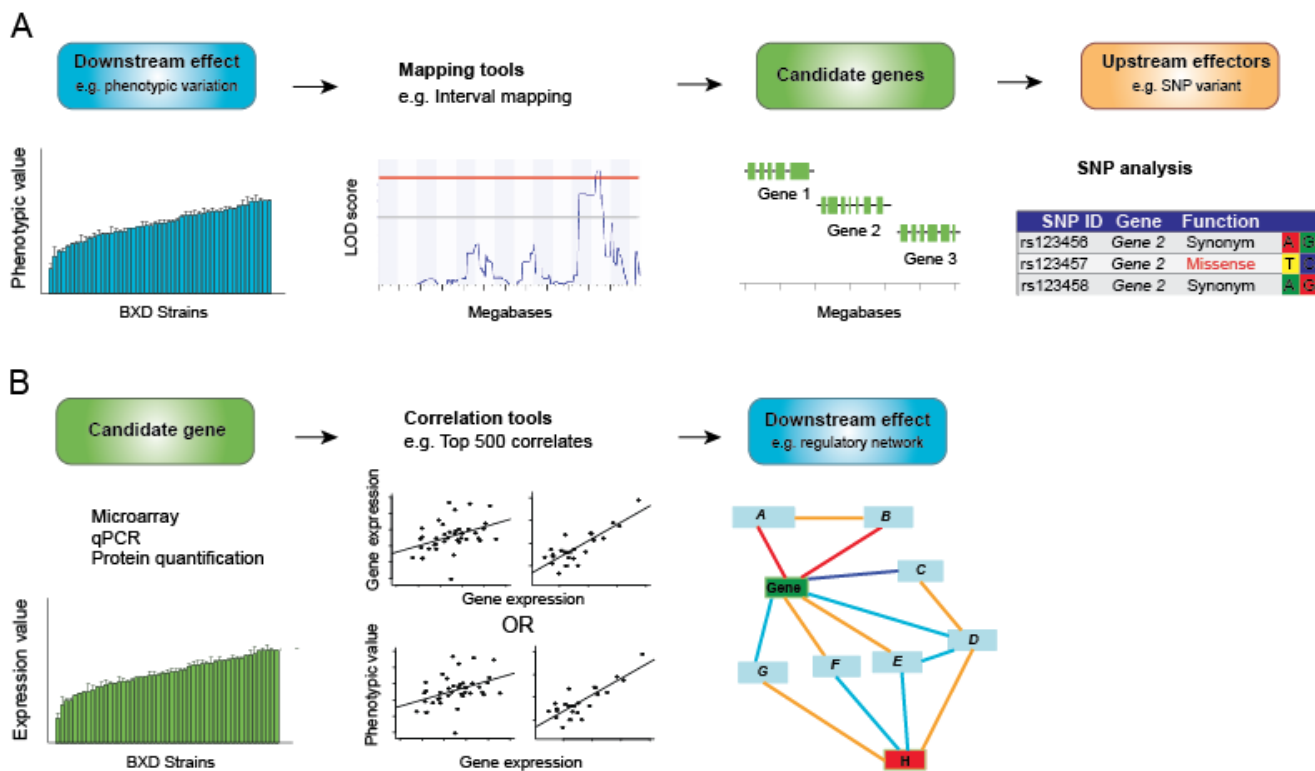 A
Downstream effect
e.g. phenotypic variation
Mapping tools
e.g. Interval mapping
Candidate genes
Upstream effectors
e.g. SNP variant
Phenotypic value
BXD Strains
LOD score
Megabases
Gene 1
Gene 2
Gene 3
Megabases
SNP analysis
SNP ID Gene Function
rs123456 Gene 2 Synonym A G
rs123457 Gene 2 Missense T C
rs123458 Gene 2 Synonym A G
B
Candidate gene
Correlation tools
e.g. Top 500 correlates
Downstream effect
e.g. regulatory network
Microarray
qPCR
Protein quantification
Expression value
BXD Strains
Gene expression
Gene expression
OR
Phenotypic value
Gene expression
A
B
C
Gene
D
E
F
G
H